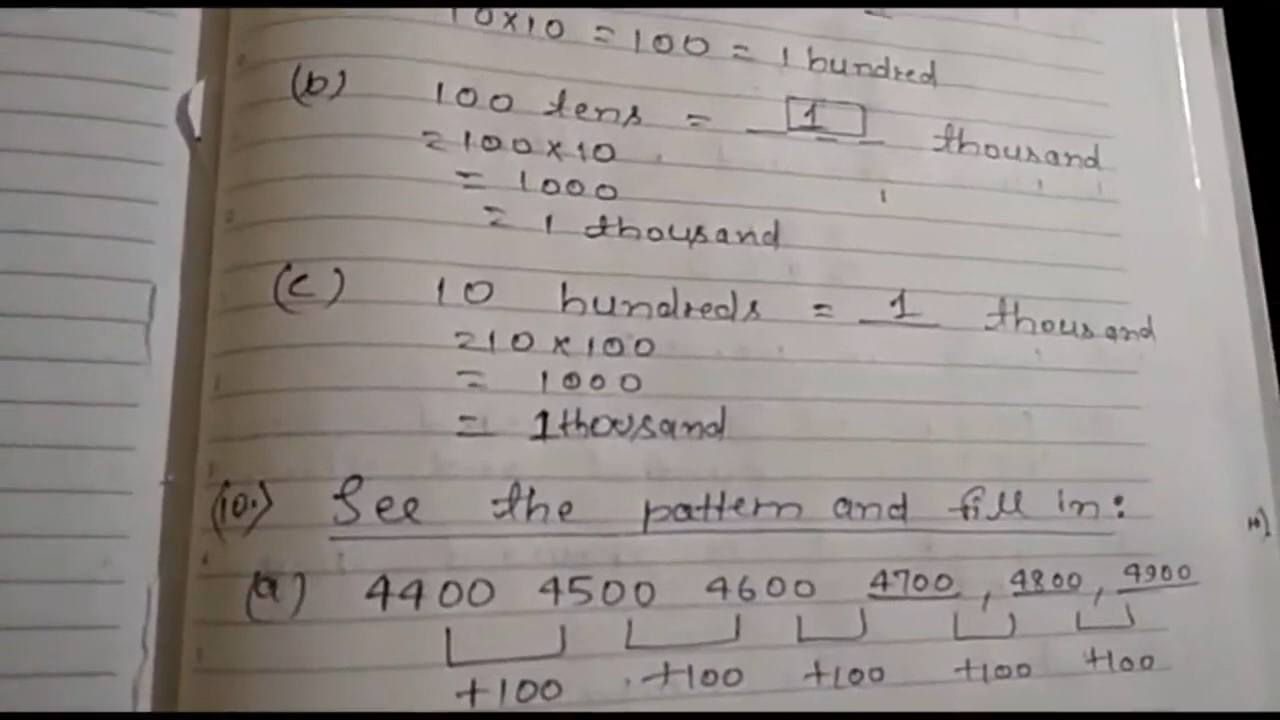 10×10 = 100 = 1 hundred
(b) 100 tens = 1 thousand
= 100×10
= 1000
= 1 thousand
(c) 10 hundreds = 1 thousand
= 10×100
= 1000
= 1 thousand
(10.) See the pattern and fill in:
(a) 4400 4500 4600 4700, 4800, 4900
+100 +100 +100 +100 +100